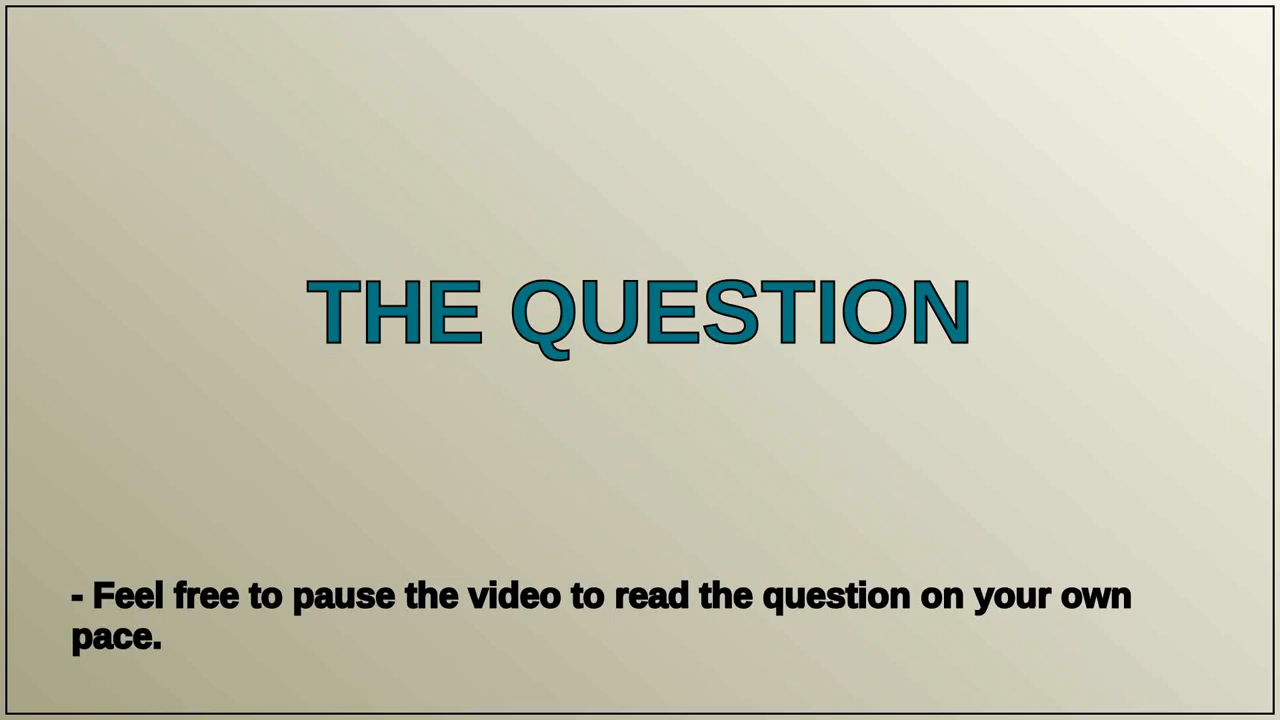 THE QUESTION
- Feel free to pause the video to read the question on your own
pace.